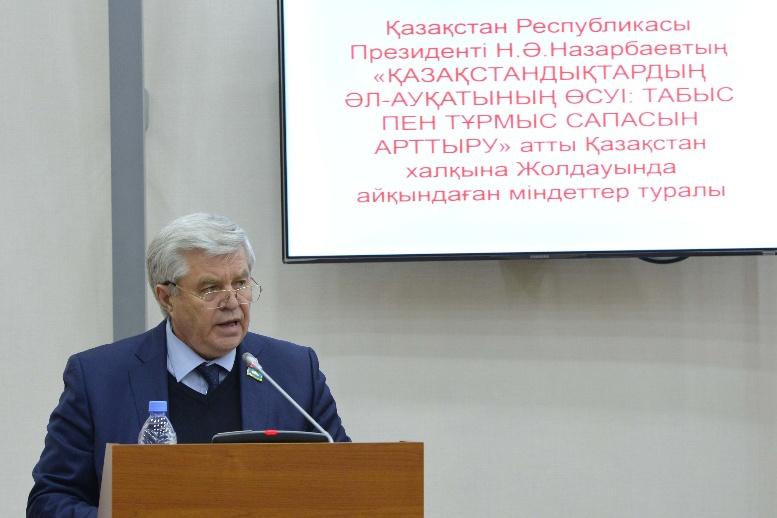 Қазақстан Республикасы
Президенті Н.Ә.Назарбаевтың
«ҚАЗАҚСТАНДЫҚТАРДЫҢ
ӘЛ-АУҚАТЫНЫҢ ӨСУІ: ТАБЫС
ПЕН ТҰРМЫС САПАСЫН
АРТТЫРУ» атты Қазақстан
халқына Жолдауында
айқындаған міндеттер туралы